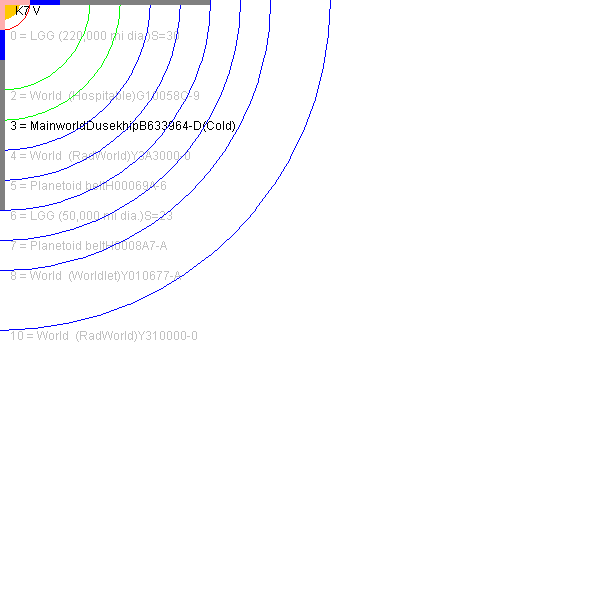 K7 V
0 = LGG (220,000 mi dia.)S=30
2 = World  (Hospitable)G10058C-9
3 = MainworldDusekhipB633964-D(Cold)
4 = World  (RadWorld)Y3A3000-0
5 = Planetoid beltH00069A-6
6 = LGG (50,000 mi dia.)S=23
7 = Planetoid beltH0008A7-A
8 = World  (Worldlet)Y010677-A
10 = World  (RadWorld)Y310000-0